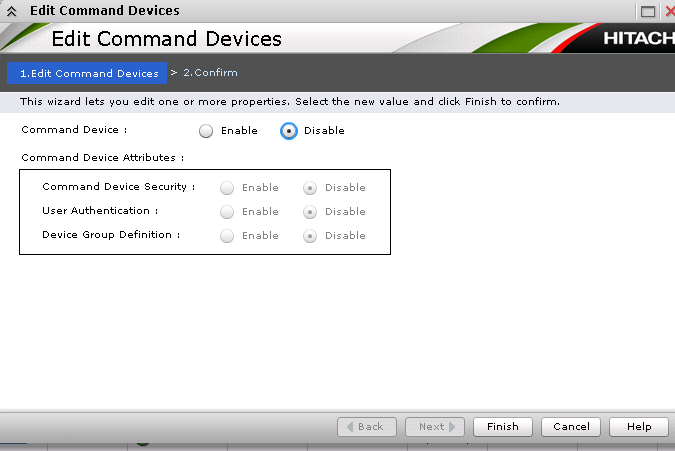 Edit Command Devices
Edit Command Devices
HITACH
1.Edit Command Devices > 2.Confirm
This wizard lets you edit one or more properties. Select the new value and click Finish to confirm.
Command Device : Enable Disable
Command Device Attributes :
Command Device Security : Enable Disable
User Authentication : Enable Disable
Device Group Definition : Enable Disable
Back Next Finish Cancel Help